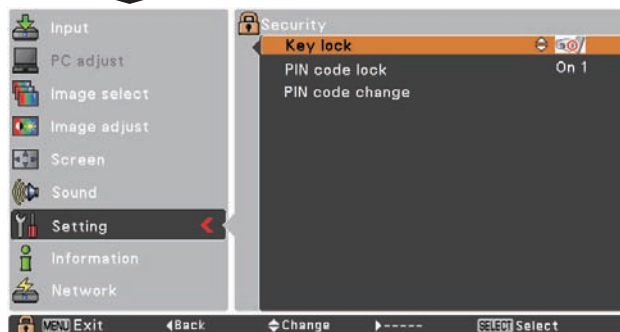 Input
PC adjust
Image select
Image adjust
Screen
Sound
Setting
Information
Network
Security
Key lock
PIN code lock On 1
PIN code change
MENU Exit Back Change ----- SELECT Select